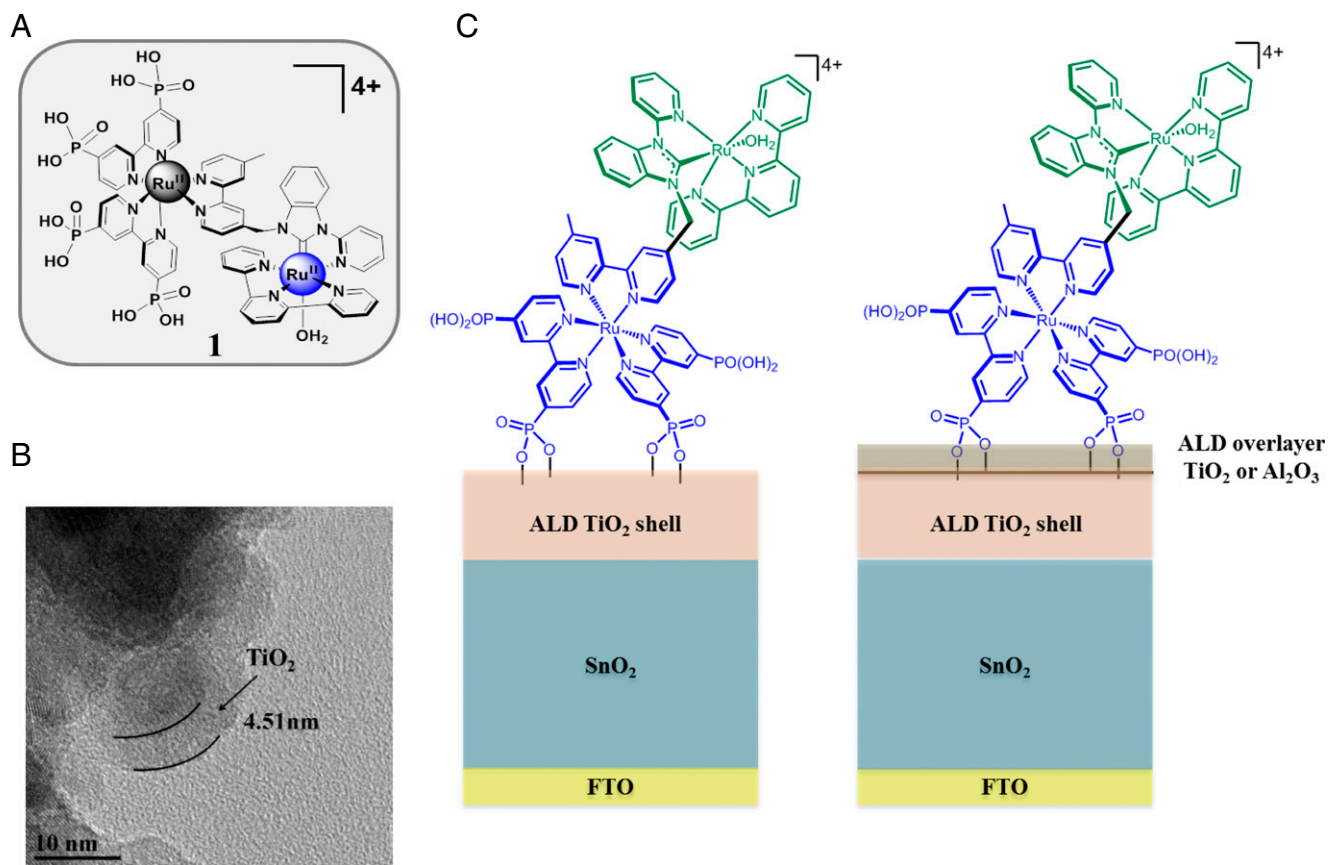 A
HO
HO
P
O
HO
HO
P
O
4+
Ru
II
N
N
N
N
N
N
HO
HO
P
O
HO
P
OH
O
N
N
N
N
N
N
Ru
II
OH2
1
B
TiO2
4.51nm
10 nm
C
4+
N
N
N
N
N
N
Ru
OH2
(HO)2OP
N
N
N
N
N
N
Ru
PO(OH)2
O
P
O
O
P
O
O
O
ALD TiO2 shell
SnO2
FTO
4+
N
N
N
N
N
N
Ru
OH2
(HO)2OP
N
N
N
N
N
N
Ru
PO(OH)2
O
P
O
O
P
O
O
O
ALD overlayer
TiO2 or Al2O3
ALD TiO2 shell
SnO2
FTO